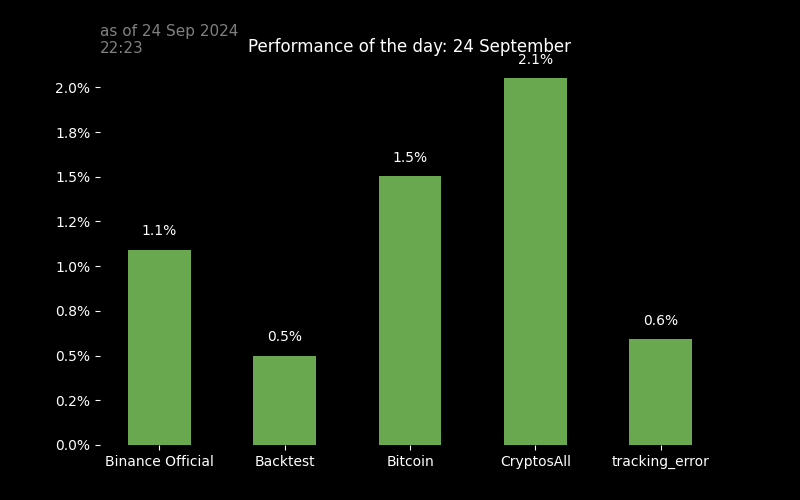 as of 24 Sep 2024
22:23
Performance of the day: 24 September
2.1%
2.0%
1.8%
1.5%
1.5%
1.2%
1.1%
1.0%
0.8%
0.6%
0.5%
0.5%
0.2%
0.0%
Binance Official
Backtest
Bitcoin
CryptosAll
tracking_error